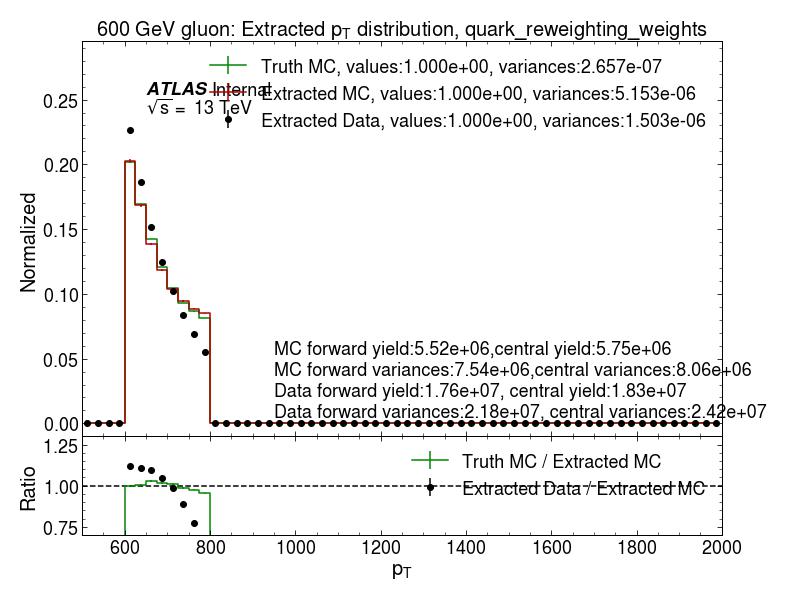 600 GeV gluon: Extracted pT distribution, quark_reweighting_weights
Truth MC, values:1.000e+00, variances:2.657e-07
ATLAS Internal
Extracted MC, values:1.000e+00, variances:5.153e-06
√s = 13 TeV
Extracted Data, values:1.000e+00, variances:1.503e-06
Normalized
0.25
0.20
0.15
0.10
0.05
0.00
MC forward yield:5.52e+06,central yield:5.75e+06
MC forward variances:7.54e+06,central variances:8.06e+06
Data forward yield:1.76e+07, central yield:1.83e+07
Data forward variances:2.18e+07, central variances:2.42e+07
Ratio
1.25
1.00
0.75
Truth MC / Extracted MC
Extracted Data / Extracted MC
600 800 1000 1200 1400 1600 1800 2000
pT